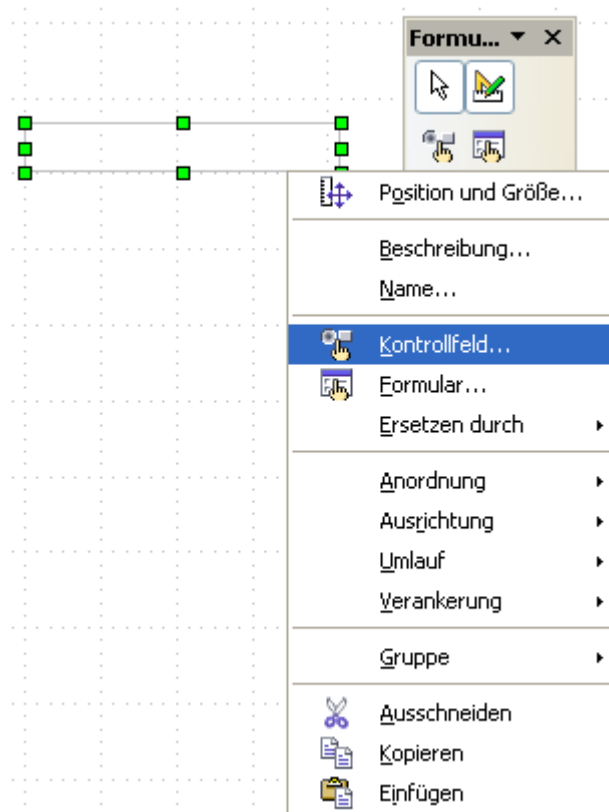 Formu...
Position und Größe...
Beschreibung...
Name...
Kontrollfeld...
Formular...
Ersetzen durch
Anordnung
Ausrichtung
Umlauf
Verankerung
Gruppe
Ausschneiden
Kopieren
Einfügen